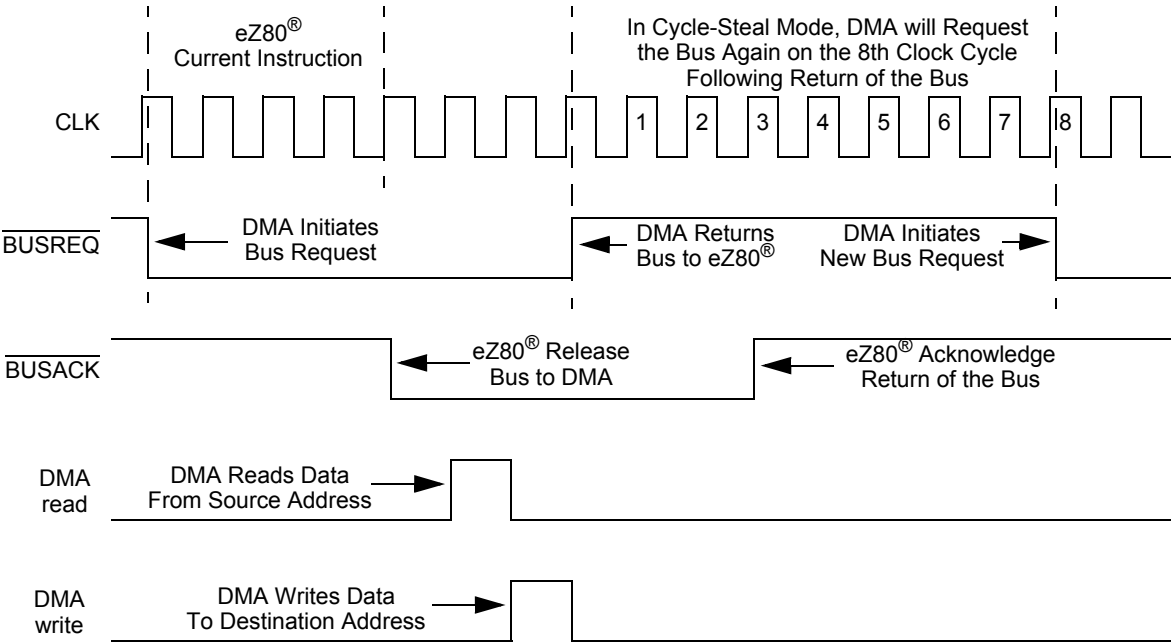 eZ80®
Current Instruction
In Cycle-Steal Mode, DMA will Request
the Bus Again on the 8th Clock Cycle
Following Return of the Bus
CLK
1 2 3 4 5 6 7 8
BUSREQ
DMA Initiates
Bus Request
DMA Returns
Bus to eZ80®
DMA Initiates
New Bus Request
BUSACK
eZ80® Release
Bus to DMA
eZ80® Acknowledge
Return of the Bus
DMA
read
DMA Reads Data
From Source Address
DMA
write
DMA Writes Data
To Destination Address